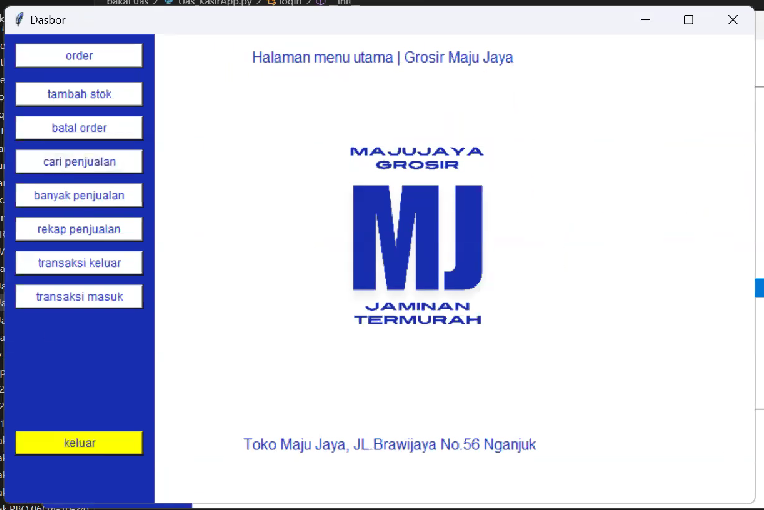 Dasbor
order
tambah stok
batal order
cari penjualan
banyak penjualan
rekap penjualan
transaksi keluar
transaksi masuk
keluar
Halaman menu utama | Grosir Maju Jaya
MAJUJAYA
GROSIR
MJ
JAMINAN
TERMURAH
Toko Maju Jaya, JL.Brawijaya No.56 Nganjuk